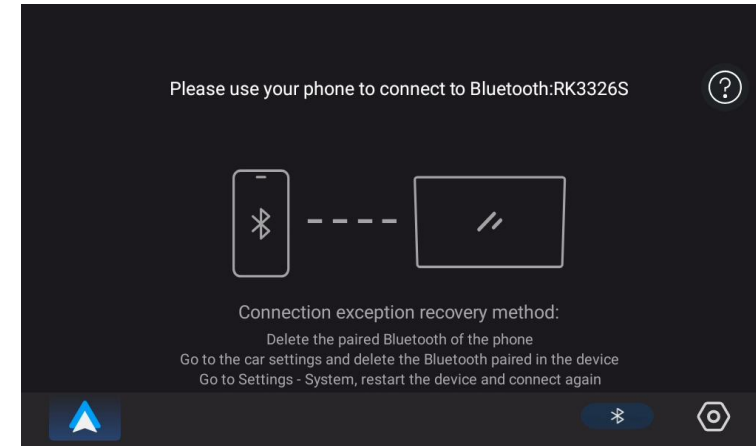 Please use your phone to connect to Bluetooth:RK3326S
?
Connection exception recovery method:
Delete the paired Bluetooth of the phone
Go to the car settings and delete the Bluetooth paired in the device
Go to Settings - System, restart the device and connect again